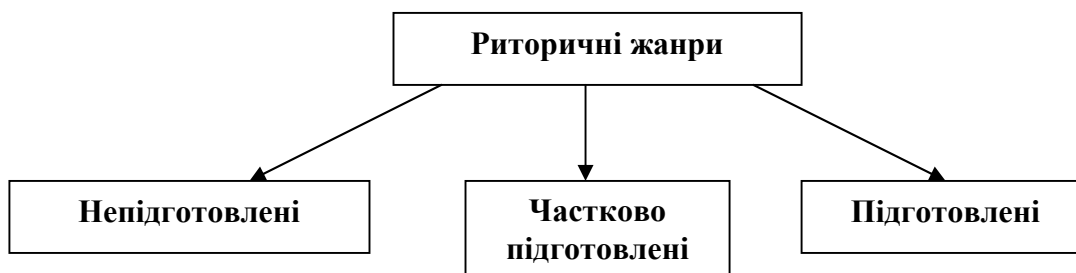 Риторичні жанри
Непідготовлені
Частково
підготовлені
Підготовлені